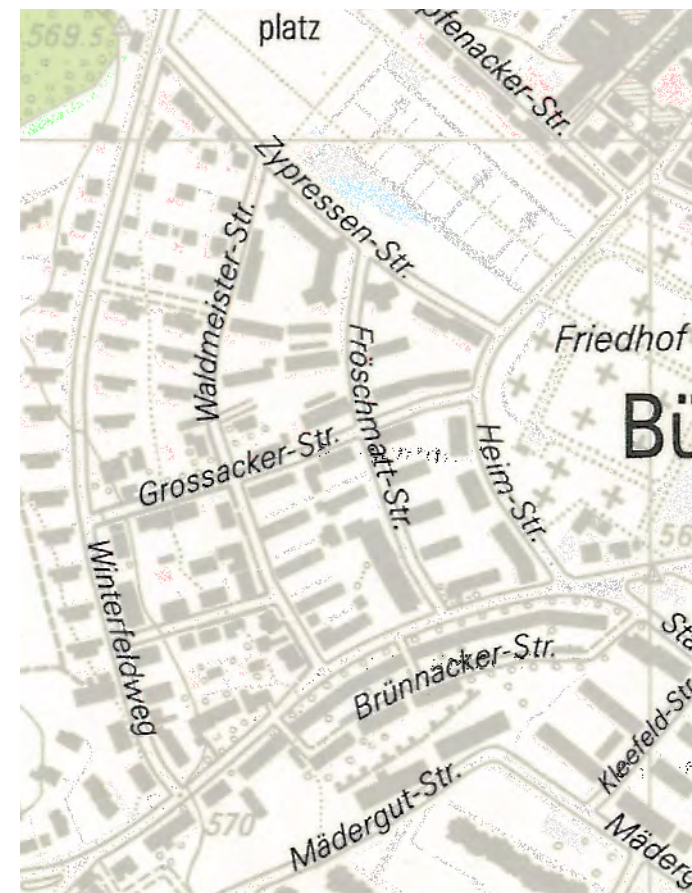 569.5
platz
Zypressen-Str.
Waldmeister-Str.
Fröschmatt-Str.
Friedhof
Grossacker-Str.
Heim-Str.
Winterfeldweg
Brünnacker-Str.
570
Mädergut-Str.
Kleefeld-Str